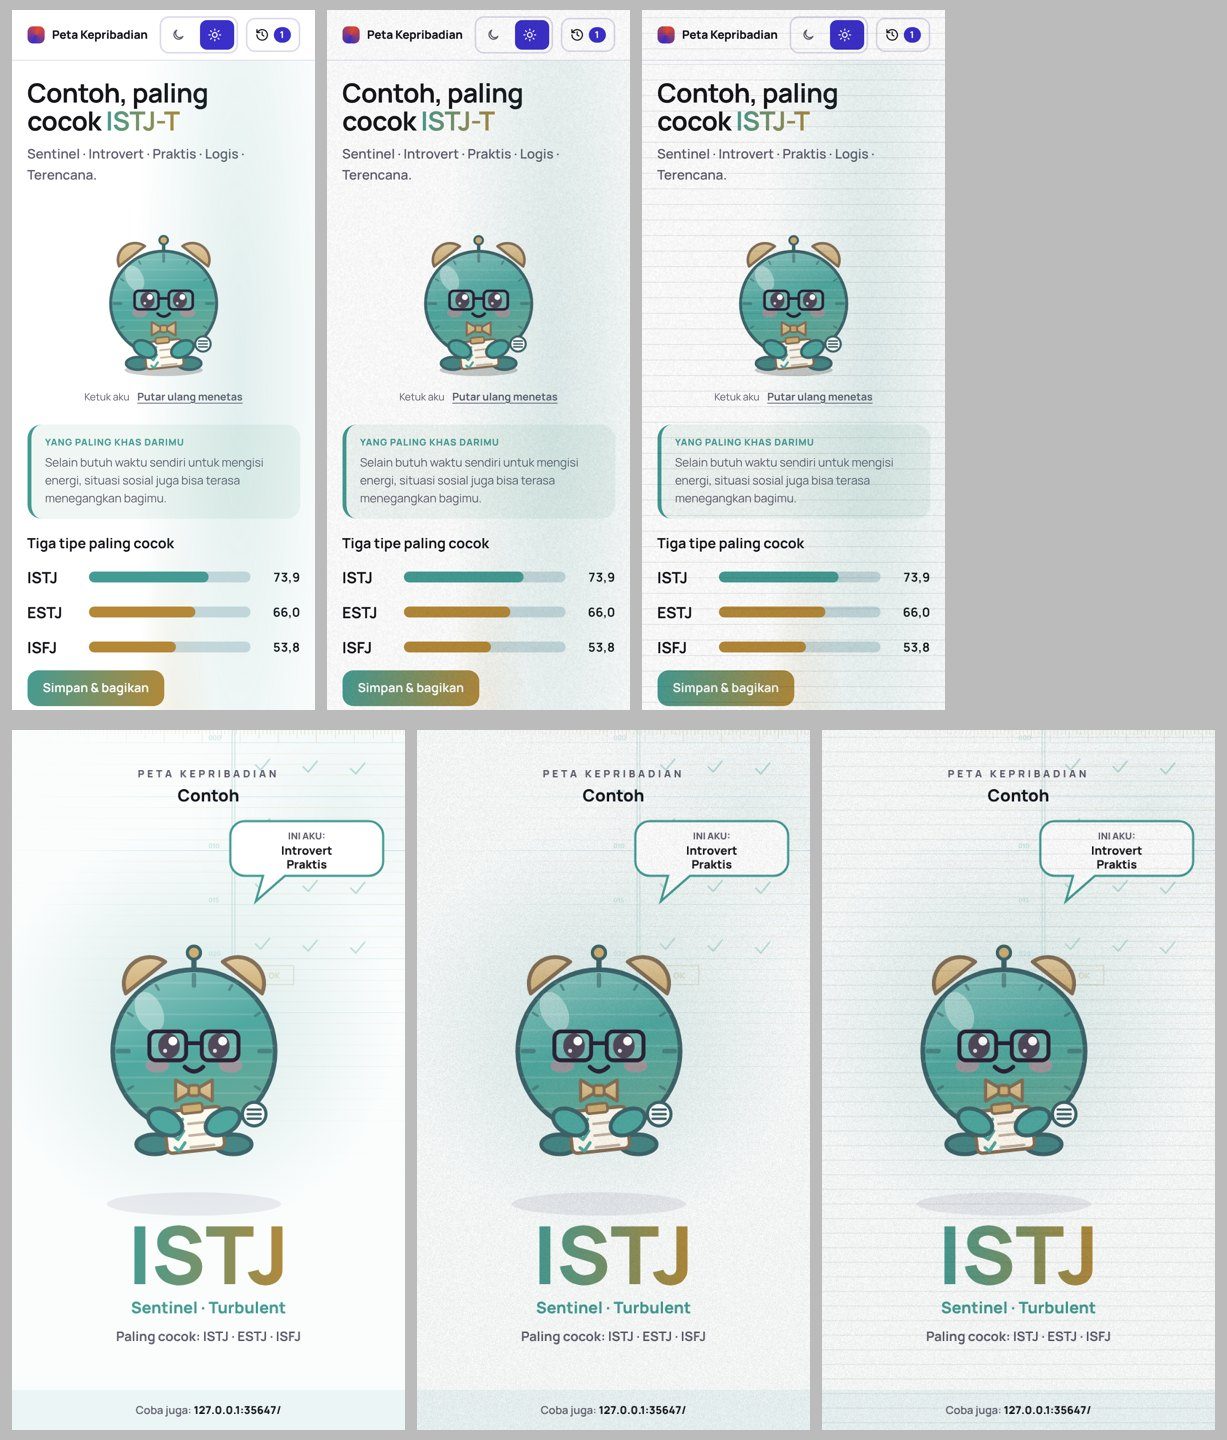 Peta Kepribadian 1
Contoh, paling
cocok ISTJ-T
Sentinel · Introvert · Praktis · Logis ·
Terencana.
Ketuk aku Putar ulang menetas
YANG PALING KHAS DARIMU
Selain butuh waktu sendiri untuk mengisi
energi, situasi sosial juga bisa terasa
menegangkan bagimu.
Tiga tipe paling cocok
ISTJ 73,9
ESTJ 66,0
ISFJ 53,8
Simpan & bagikan
Peta Kepribadian 1
Contoh, paling
cocok ISTJ-T
Sentinel · Introvert · Praktis · Logis ·
Terencana.
Ketuk aku Putar ulang menetas
YANG PALING KHAS DARIMU
Selain butuh waktu sendiri untuk mengisi
energi, situasi sosial juga bisa terasa
menegangkan bagimu.
Tiga tipe paling cocok
ISTJ 73,9
ESTJ 66,0
ISFJ 53,8
Simpan & bagikan
Peta Kepribadian 1
Contoh, paling
cocok ISTJ-T
Sentinel · Introvert · Praktis · Logis ·
Terencana.
Ketuk aku Putar ulang menetas
YANG PALING KHAS DARIMU
Selain butuh waktu sendiri untuk mengisi
energi, situasi sosial juga bisa terasa
menegangkan bagimu.
Tiga tipe paling cocok
ISTJ 73,9
ESTJ 66,0
ISFJ 53,8
Simpan & bagikan
PETA KEPRIBADIAN
Contoh
INI AKU:
Introvert
Praktis
OK
ISTJ
Sentinel · Turbulent
Paling cocok: ISTJ · ESTJ · ISFJ
Coba juga: 127.0.0.1:35647/
PETA KEPRIBADIAN
Contoh
INI AKU:
Introvert
Praktis
OK
ISTJ
Sentinel · Turbulent
Paling cocok: ISTJ · ESTJ · ISFJ
Coba juga: 127.0.0.1:35647/
PETA KEPRIBADIAN
Contoh
INI AKU:
Introvert
Praktis
OK
ISTJ
Sentinel · Turbulent
Paling cocok: ISTJ · ESTJ · ISFJ
Coba juga: 127.0.0.1:35647/